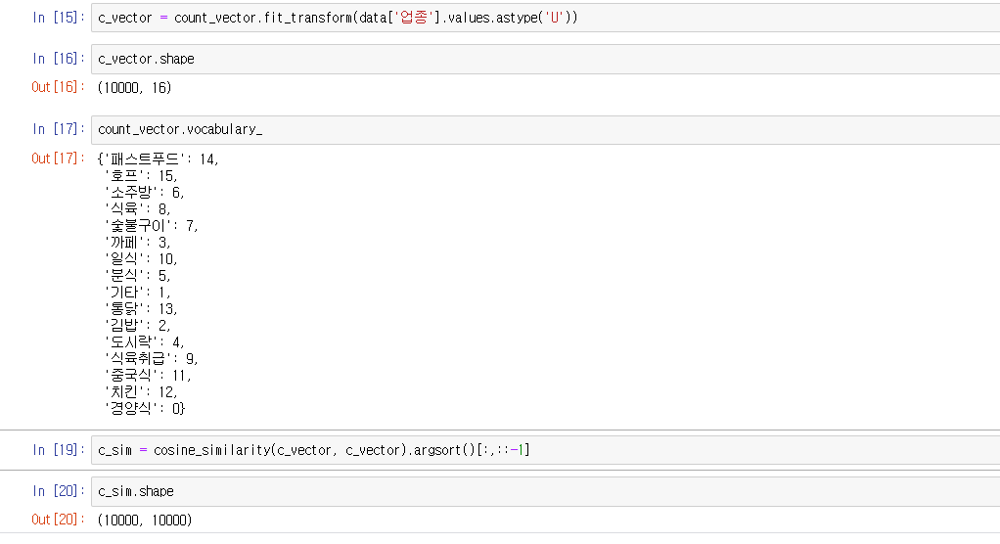 In [15]: c_vector = count_vector.fit_transform(data['업종'].values.astype('U'))
In [16]: c_vector.shape
Out[16]: (10000, 16)
In [17]: count_vector.vocabulary_
Out[17]: {'패스트푸드': 14,
'호프': 15,
'소주방': 6,
'식육': 8,
'숯불구이': 7,
'까페': 3,
'일식': 10,
'분식': 5,
'기타': 1,
'통닭': 13,
'김밥': 2,
'도시락': 4,
'식육취급': 9,
'중국식': 11,
'치킨': 12,
'경양식': 0}
In [19]: c_sim = cosine_similarity(c_vector, c_vector).argsort()[:,::-1]
In [20]: c_sim.shape
Out[20]: (10000, 10000)